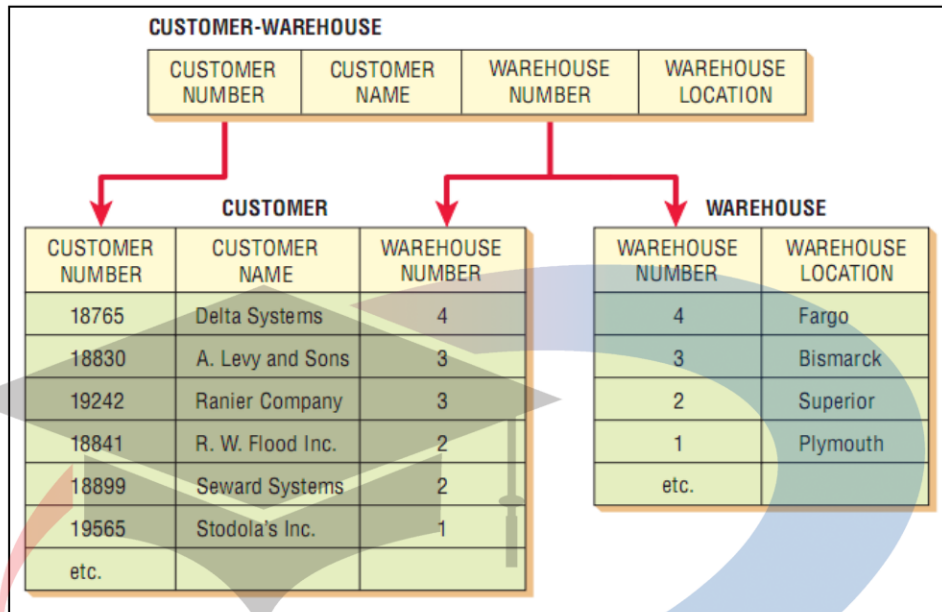 CUSTOMER-WAREHOUSE
CUSTOMER NUMBER CUSTOMER NAME WAREHOUSE NUMBER WAREHOUSE LOCATION
CUSTOMER
CUSTOMER NUMBER CUSTOMER NAME WAREHOUSE NUMBER
18765 Delta Systems 4
18830 A. Levy and Sons 3
19242 Ranier Company 3
18841 R. W. Flood Inc. 2
18899 Seward Systems 2
19565 Stodola's Inc. 1
etc.
WAREHOUSE
WAREHOUSE NUMBER WAREHOUSE LOCATION
4 Fargo
3 Bismarck
2 Superior
1 Plymouth
etc.